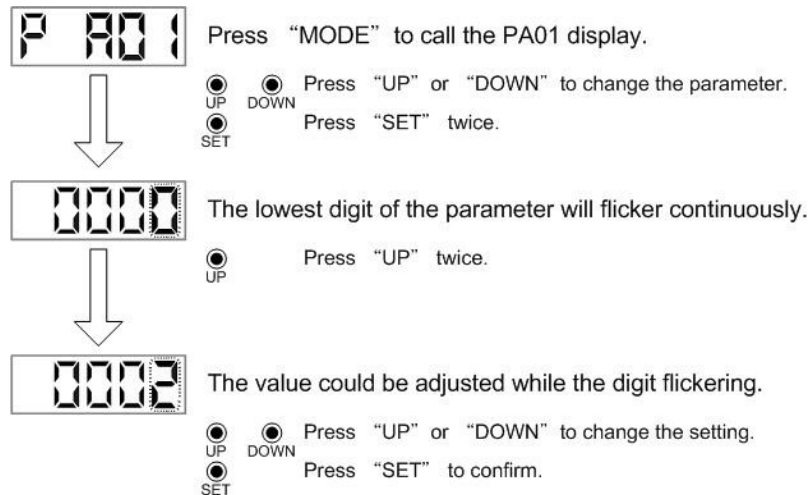 P A01
Press “MODE” to call the PA01 display.
UP DOWN Press “UP” or “DOWN” to change the parameter.
SET Press “SET” twice.
0000
The lowest digit of the parameter will flicker continuously.
UP Press “UP” twice.
0002
The value could be adjusted while the digit flickering.
UP DOWN Press “UP” or “DOWN” to change the setting.
SET Press “SET” to confirm.